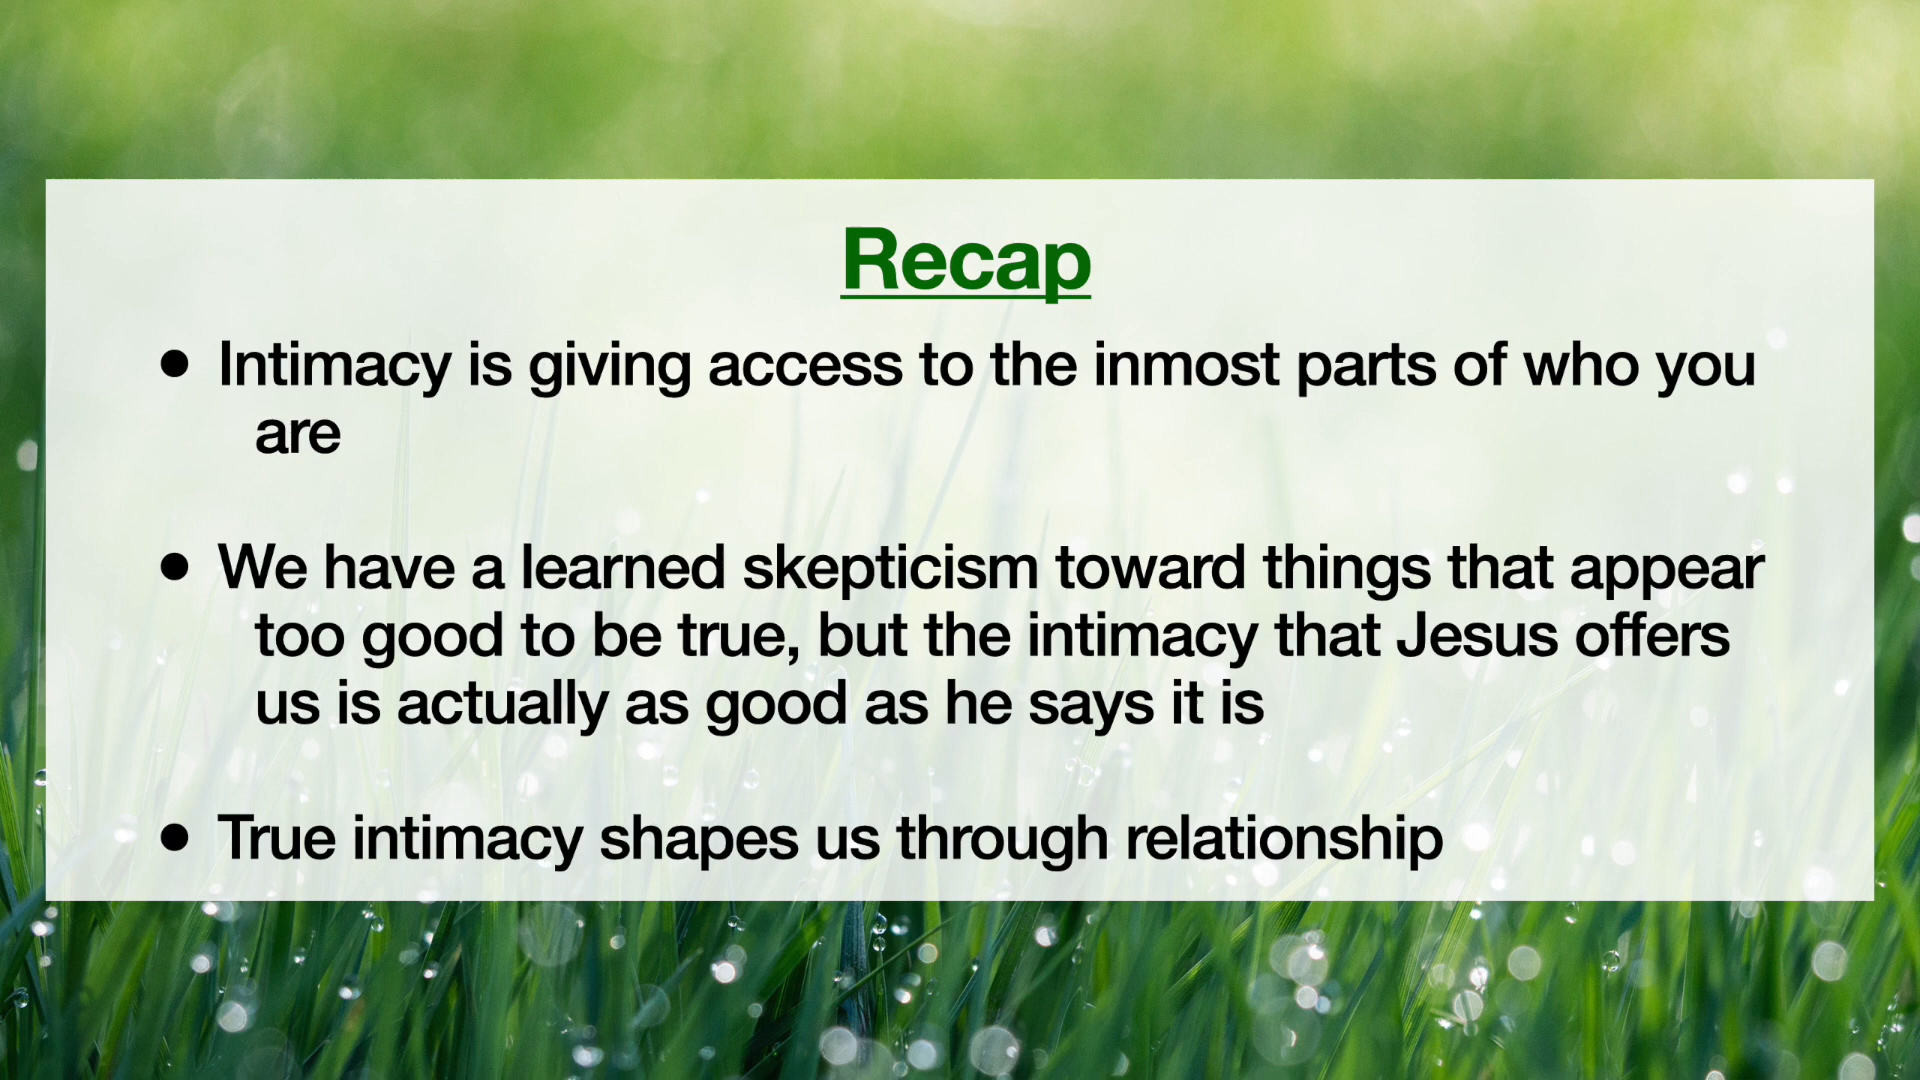 Recap
• Intimacy is giving access to the inmost parts of who you
are
• We have a learned skepticism toward things that appear
too good to be true, but the intimacy that Jesus offers
us is actually as good as he says it is
• True intimacy shapes us through relationship